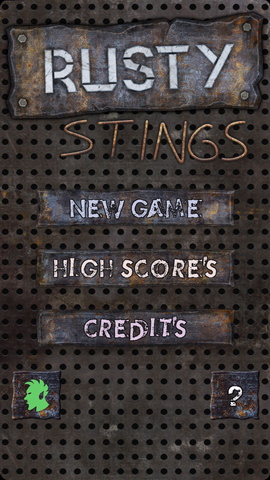 RUSTY
STINGS
NEW GAME
HIGH SCORE'S
CREDIT'S
?